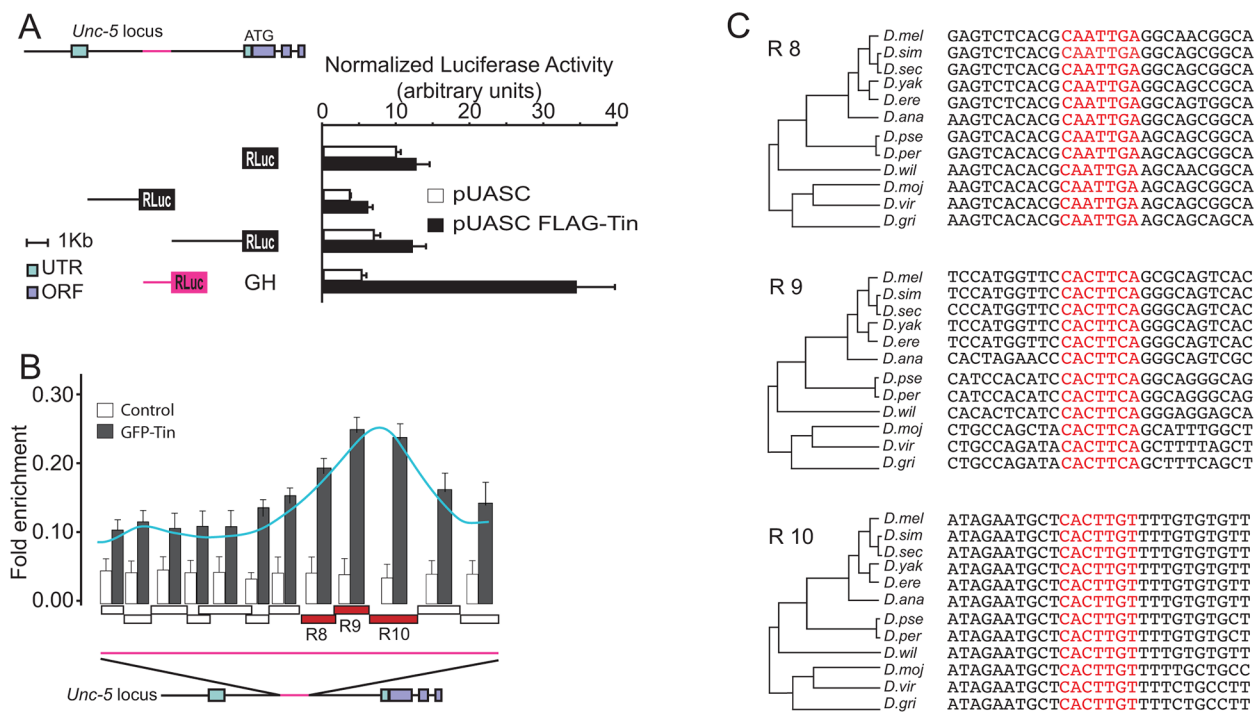 A
Unc-5 locus
ATG
Normalized Luciferase Activity
(arbitrary units)
0 10 20 30 40
RLuc
RLuc
RLuc
RLuc
GH
pUASC
pUASC FLAG-Tin
1Kb
UTR
ORF
B
Fold enrichment
0.30
0.20
0.10
0.00
Control
GFP-Tin
R8
R9
R10
Unc-5 locus
C
R 8
D.mel GAGTCTCACGCAATTGAGGCAACGGCA
D.sim GAGTCTCACGCAATTGAGGCAGCGGCA
D.sec GAGTCTCACGCAATTGAGGCAGCGGCA
D.yak GAGTCTCACGCAATTGAGGCAGCCGCA
D.ere GAGTCTCACGCAATTGAGGCAGTGGCA
D.ana AAGTCACACGCAATTGAGGCAGCAGCA
D.pse GAGTCACACGCAATTGAAGCAGCGGCA
D.per GAGTCACACGCAATTGAAGCAGCGGCA
D.wil AAGTCACACGCAATTGAAGCAACGGCA
D.moj AAGTCACACGCAATTGAGGCAGCAGCA
D.vir AAGTCACACGCAATTGAGGCAGCAGCA
D.gri AAGTCACACGCAATTGAAGCAGCAGCA
R 9
D.mel TCCATGGTTCCACTTCAGCGCAGTCAC
D.sim TCCATGGTTCCACTTCAGGGCAGTCAC
D.sec CCCATGGTTCCACTTCAGGGCAGTCAC
D.yak TCCATGGTTCCACTTCAGGGCAGTCAC
D.ere TCCATGGTTCCACTTCAGGGCAGTCAC
D.ana CACTAGAACCCACTTCAGGGCAGTCGC
D.pse CATCCACATCCACTTCAGGCAGGGCAG
D.per CATCCACATCCACTTCAGGCAGGGCAG
D.wil CACACTCATCCACTTCAGGGAGGAGCA
D.moj CTGCCAGCTACACTTCAGCATTTGGCT
D.vir CTGCCAGATACACTTCAGCTTTTAGCT
D.gri CTGCCAGATACACTTCAGCTTTCAGCT
R 10
D.mel ATAGAATGCTCACTTGTTTTGTGTGTT
D.sim ATAGAATGCTCACTTGTTTTGTGTGTT
D.sec ATAGAATGCTCACTTGTTTTGTGTGTT
D.yak ATAGAATGCTCACTTGTTTTGTGTGTT
D.ere ATAGAATGCTCACTTGTTTTGTGTGTT
D.ana ATAGAATGCTCACTTGTTTTGTGTGTT
D.pse ATAGAATGCTCACTTGTTTTGTGTGCT
D.per ATAGAATGCTCACTTGTTTTGTGTGCT
D.wil ATAGAATGCTCACTTGTTTTGTGTGTT
D.moj ATAGAATGCTCACTTGTTTTTGCTGCC
D.vir ATAGAATGCTCACTTGTTTTCTGCCTT
D.gri ATAGAATGCTCACTTGTTTTCTGCCTT